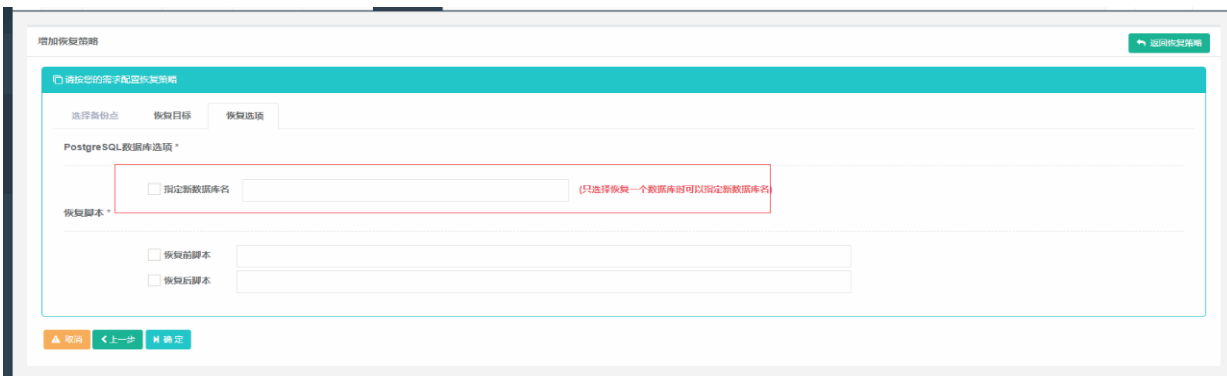 增加恢复策略
返回恢复策略
请按您的需求配置恢复策略
选择备份点 恢复目标 恢复选项
PostgreSQL数据库选项 *
指定新数据库名 (只选择恢复一个数据库时可以指定新数据库名)
恢复脚本 *
恢复前脚本
恢复后脚本
取消 上一步 确定